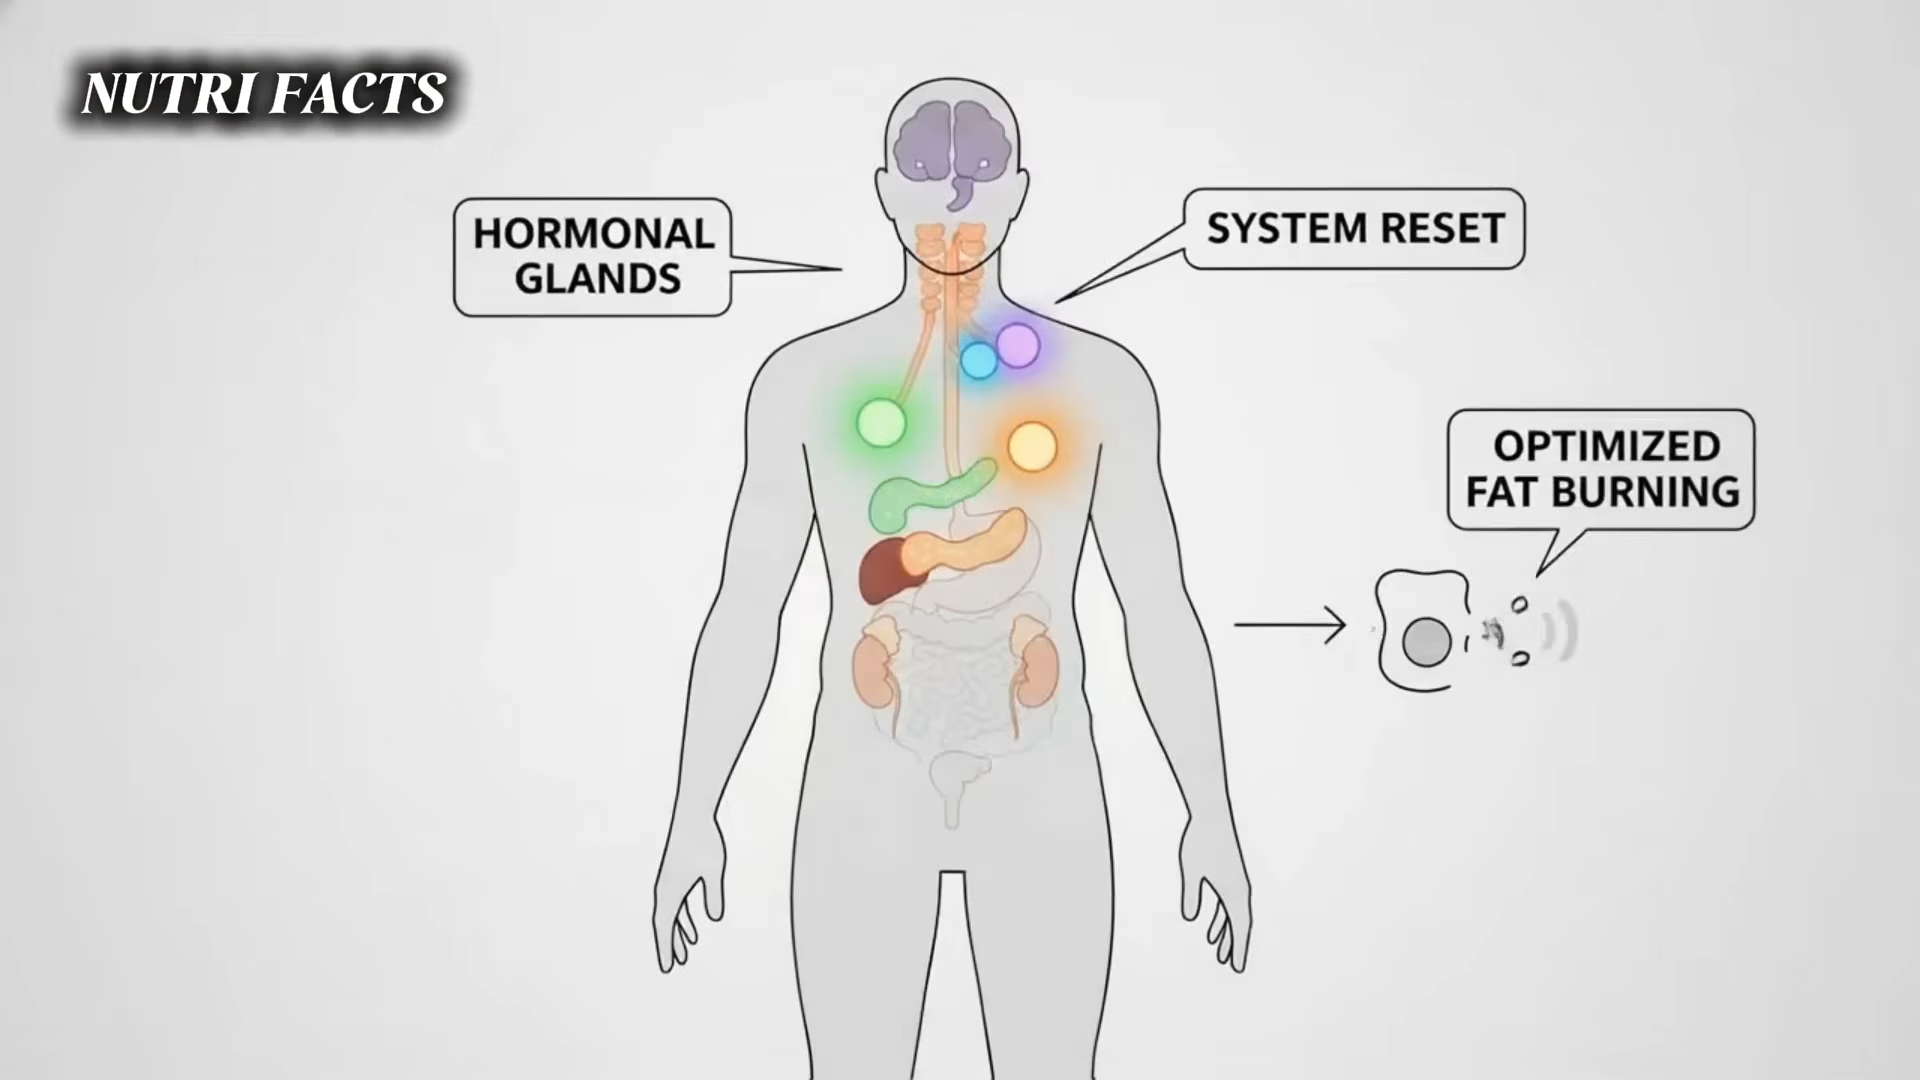 NUTRI FACTS
HORMONAL
GLANDS
SYSTEM RESET
OPTIMIZED
FAT BURNING